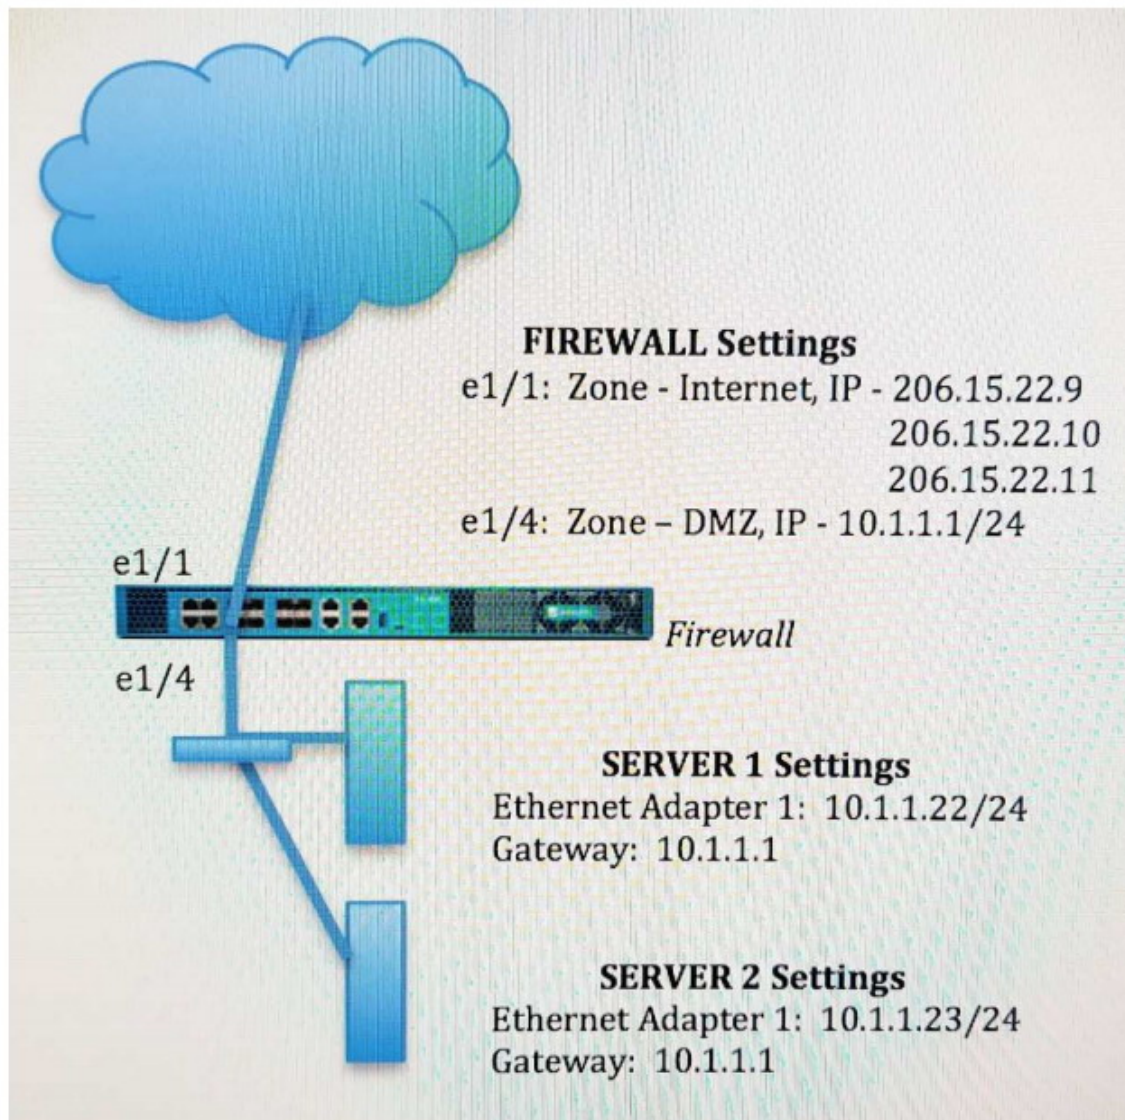 FIREWALL Settings
e1/1: Zone - Internet, IP - 206.15.22.9
206.15.22.10
206.15.22.11
e1/4: Zone – DMZ, IP - 10.1.1.1/24
e1/1
Firewall
e1/4
SERVER 1 Settings
Ethernet Adapter 1: 10.1.1.22/24
Gateway: 10.1.1.1
SERVER 2 Settings
Ethernet Adapter 1: 10.1.1.23/24
Gateway: 10.1.1.1